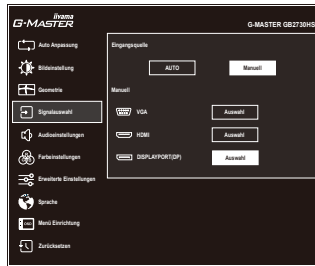 iiyama
G-MASTER
G-MASTER GB2730HS
Auto Anpassung
Bildeinstellung
Geometrie
Signalauswahl
Audioeinstellungen
Farbeinstellungen
Erweiterte Einstellungen
Sprache
OSD
Menü Einrichtung
Zurücksetzen
Eingangsquelle
AUTO
Manuell
Manuell
VGA
Auswahl
HDMI
Auswahl
DISPLAYPORT(DP)
Auswahl